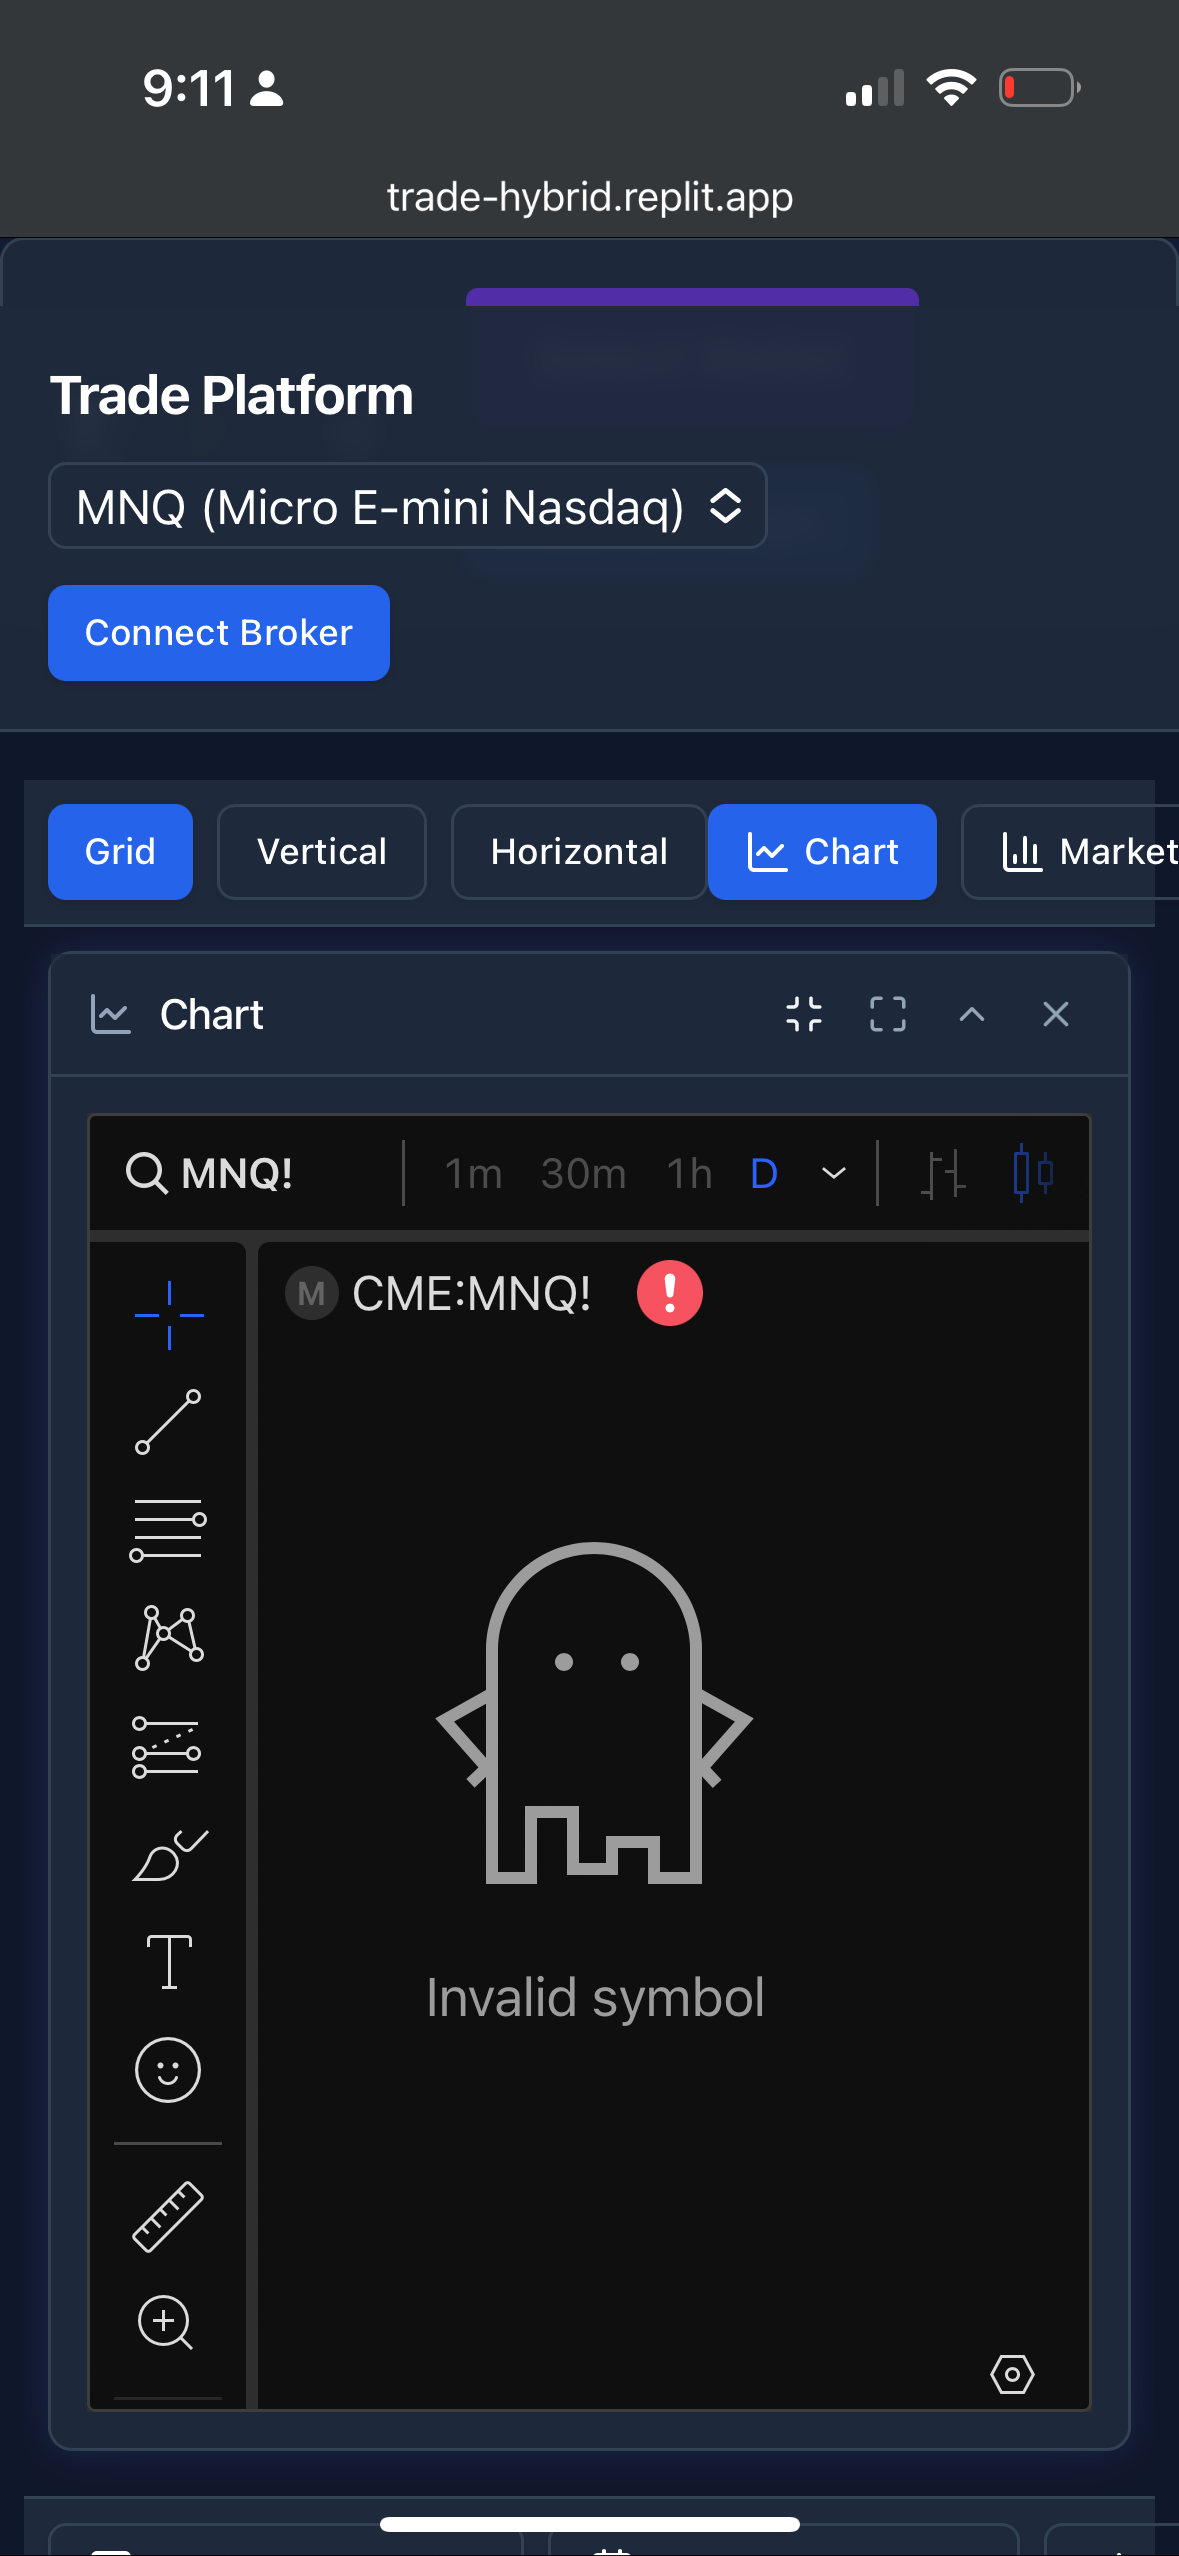 9:11
trade-hybrid.replit.app
Trade Platform
MNQ (Micro E-mini Nasdaq)
Connect Broker
Grid Vertical Horizontal Chart Market
Chart
MNQ! 1m 30m 1h D
M CME:MNQ!
Invalid symbol